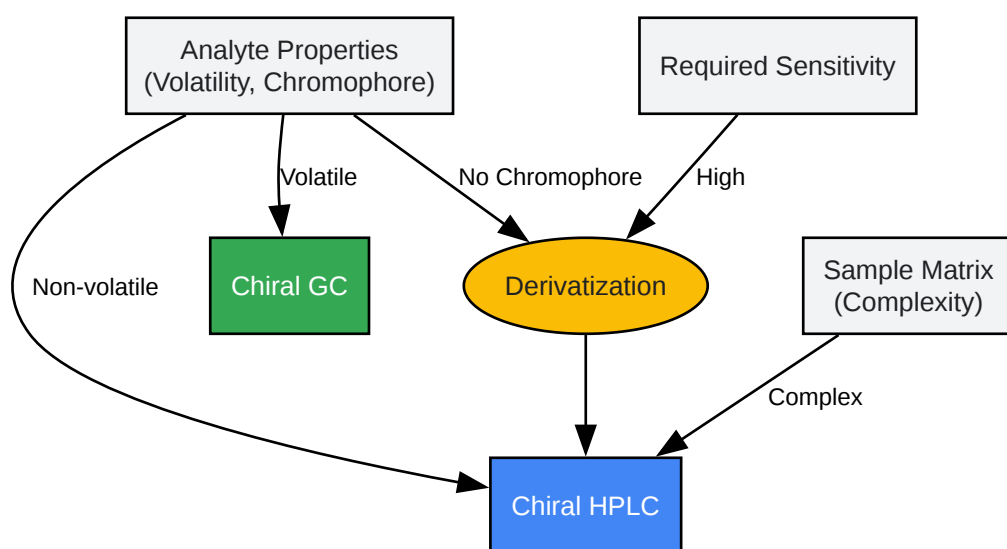 Analyte Properties
(Volatility, Chromophore)
Required Sensitivity
Volatile
No Chromophore
High
Non-volatile
Chiral GC
Derivatization
Sample Matrix
(Complexity)
Complex
Chiral HPLC